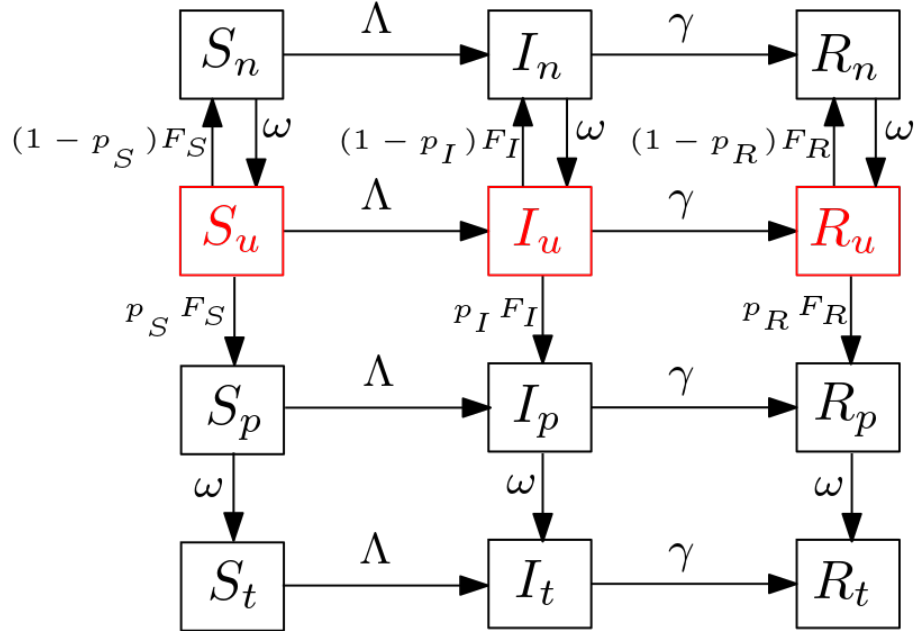 Λ γ
S_n I_n R_n
(1 - p_S)F_S ω (1 - p_I)F_I ω (1 - p_R)F_R ω
Λ γ
S_u I_u R_u
p_S F_S p_I F_I p_R F_R
Λ γ
S_p I_p R_p
ω ω ω
Λ γ
S_t I_t R_t